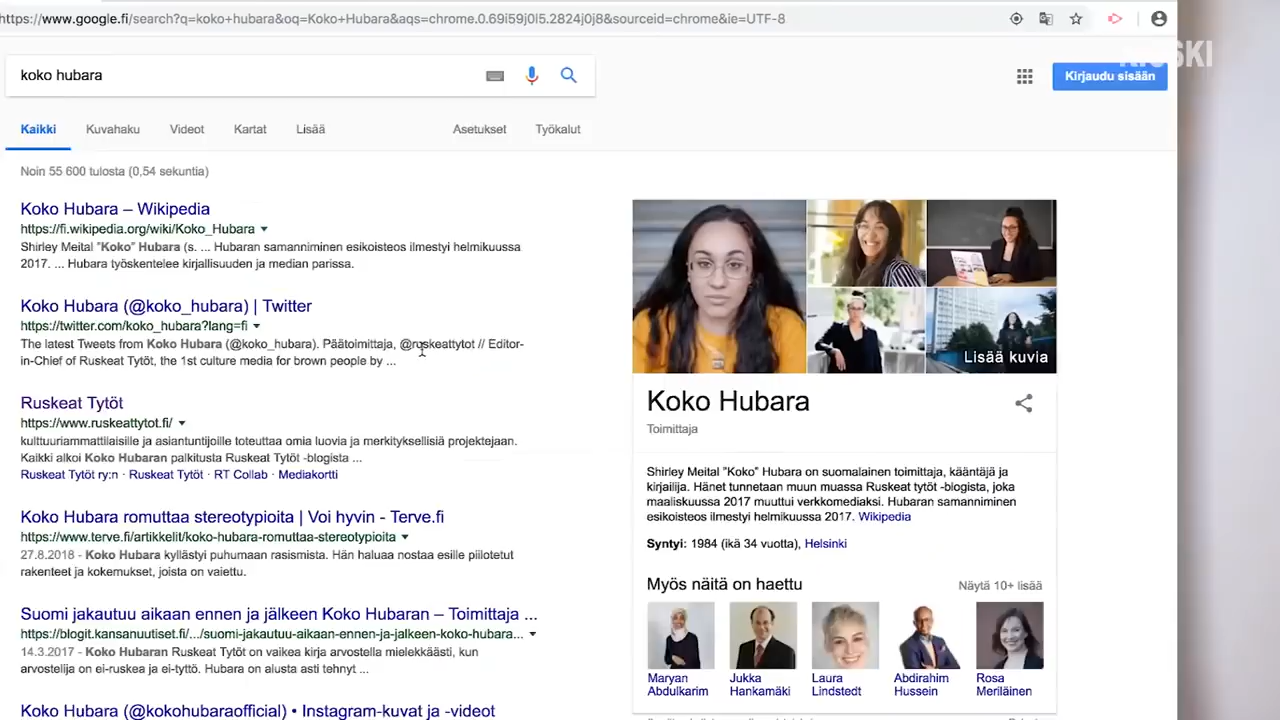 https://www.google.fi/search?q=koko+hubara&oq=Koko+Hubara&aqs=chrome.0.69i59j0l5.2824j0j8&sourceid=chrome&ie=UTF-8
KIOSKI
koko hubara
Kirjaudu sisään
Kaikki Kuvahaku Videot Kartat Lisää Asetukset Työkalut
Noin 55 600 tulosta (0,54 sekuntia)
Koko Hubara – Wikipedia
https://fi.wikipedia.org/wiki/Koko_Hubara
Shirley Meital "Koko" Hubara (s. ... Hubaran samanniminen esikoisteos ilmestyi helmikuussa
2017. ... Hubara työskentelee kirjallisuuden ja median parissa.
Koko Hubara (@koko_hubara) | Twitter
https://twitter.com/koko_hubara?lang=fi
The latest Tweets from Koko Hubara (@koko_hubara). Päätoimittaja, @ruskeattytot // Editor-
in-Chief of Ruskeat Tytöt, the 1st culture media for brown people by ...
Ruskeat Tytöt
https://www.ruskeattytot.fi/
kulttuuriammattilaisille ja asiantuntijoille toteuttaa omia luovia ja merkityksellisiä projektejaan.
Kaikki alkoi Koko Hubaran palkitusta Ruskeat Tytöt -blogista ...
Ruskeat Tytöt ry:n · Ruskeat Tytöt · RT Collab · Mediakortti
Koko Hubara romuttaa stereotypioita | Voi hyvin - Terve.fi
https://www.terve.fi/artikkelit/koko-hubara-romuttaa-stereotypioita
27.8.2018 - Koko Hubara kyllästyi puhumaan rasismista. Hän haluaa nostaa esille piilotetut
rakenteet ja kokemukset, joista on vaiettu.
Suomi jakautuu aikaan ennen ja jälkeen Koko Hubaran – Toimittaja ...
https://blogit.kansanuutiset.fi/.../suomi-jakautuu-aikaan-ennen-ja-jalkeen-koko-hubara...
14.3.2017 - Koko Hubaran Ruskeat Tytöt on vaikea kirja arvostella mielekkäästi, kun
arvostelija on ei-ruskea ja ei-tyttö. Hubara on alusta asti tehnyt ...
Koko Hubara (@kokohubaraofficial) • Instagram-kuvat ja -videot
Lisää kuvia
Koko Hubara
Toimittaja
Shirley Meital "Koko" Hubara on suomalainen toimittaja, kääntäjä ja
kirjailija. Hänet tunnetaan muun muassa Ruskeat tytöt -blogista, joka
maaliskuussa 2017 muuttui verkkomediaksi. Hubaran samanniminen
esikoisteos ilmestyi helmikuussa 2017. Wikipedia
Syntyi: 1984 (ikä 34 vuotta), Helsinki
Myös näitä on haettu Näytä 10+ lisää
Maryan Abdulkarim
Jukka Hankamäki
Laura Lindstedt
Abdirahim Hussein
Rosa Meriläinen